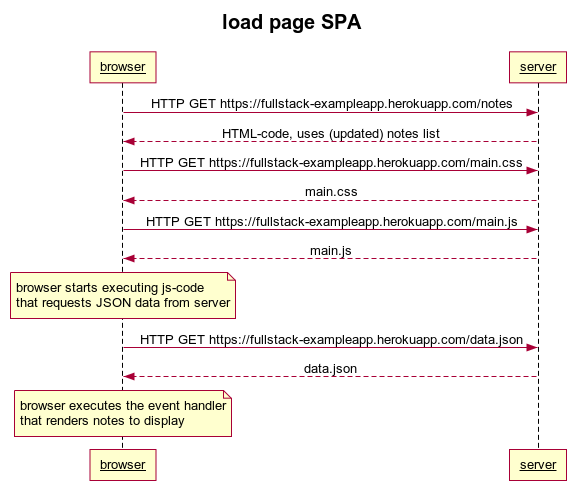 load page SPA
browser
server
HTTP GET https://fullstack-exampleapp.herokuapp.com/notes
HTML-code, uses (updated) notes list
HTTP GET https://fullstack-exampleapp.herokuapp.com/main.css
main.css
HTTP GET https://fullstack-exampleapp.herokuapp.com/main.js
main.js
browser starts executing js-code
that requests JSON data from server
HTTP GET https://fullstack-exampleapp.herokuapp.com/data.json
data.json
browser executes the event handler
that renders notes to display
browser
server